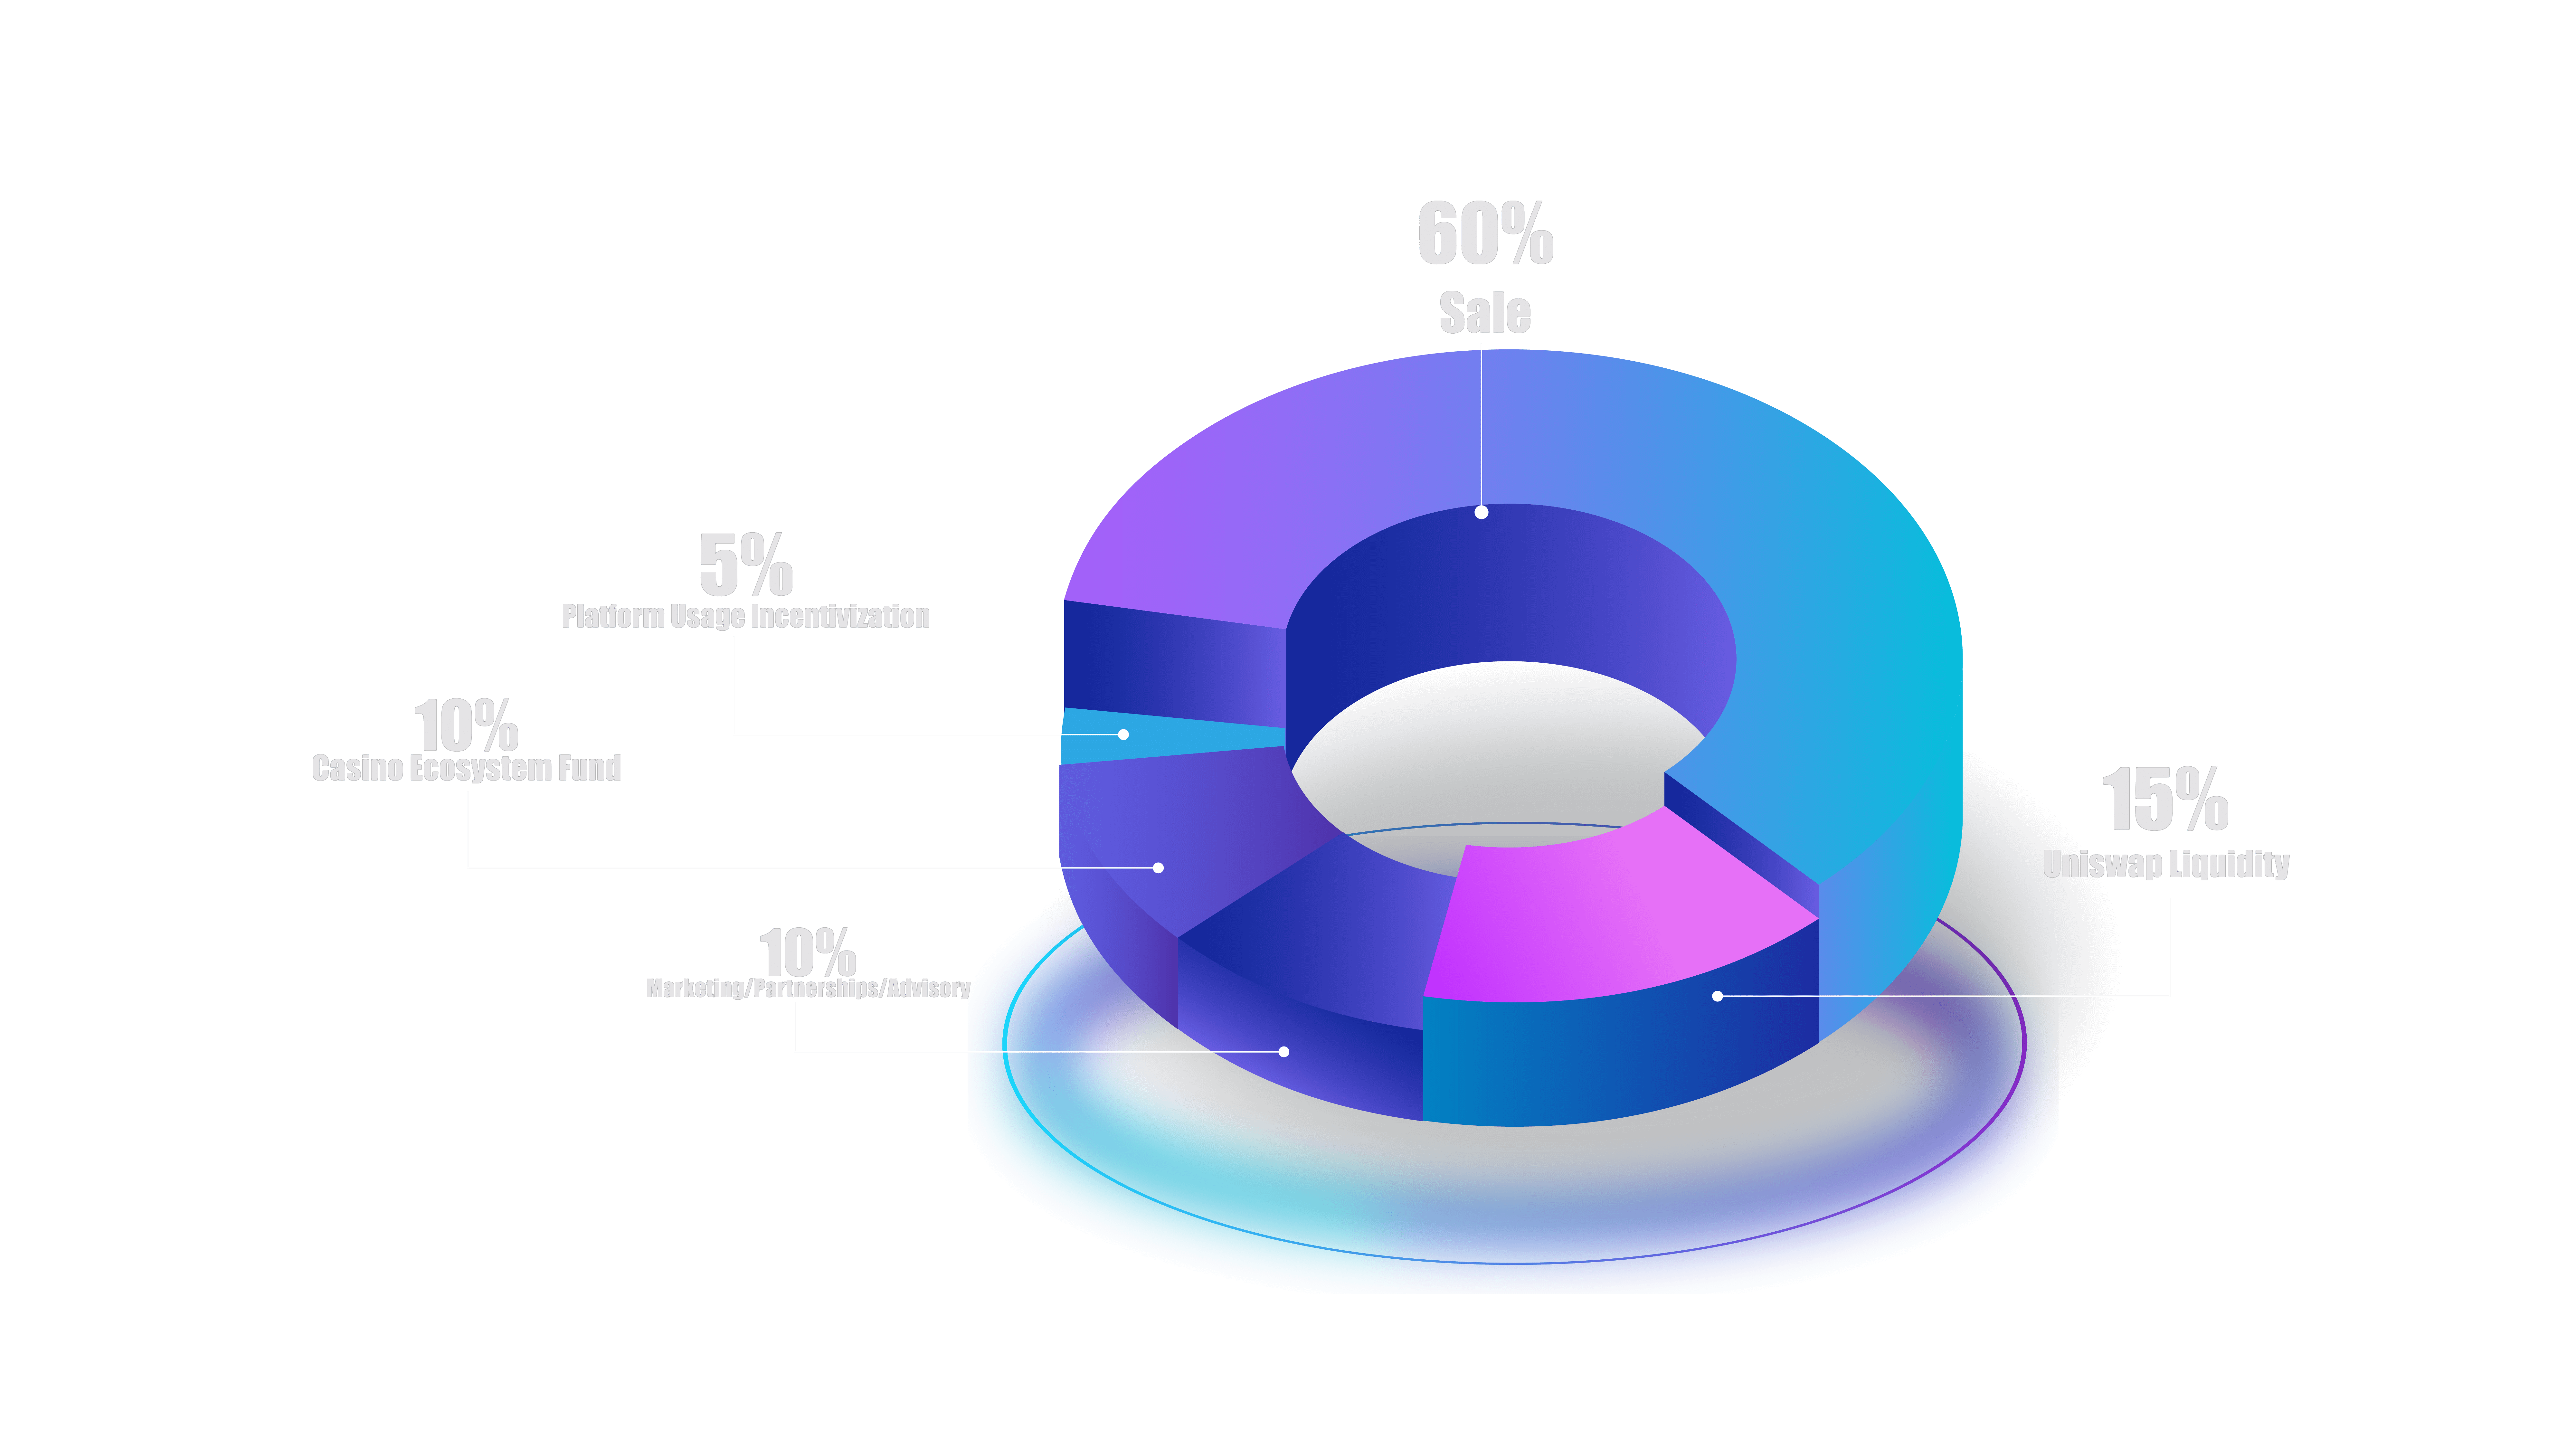 60%
Sale
5%
Platform Usage Incentivization
10%
Casino Ecosystem Fund
15%
Uniswap Liquidity
10%
Marketing/Partnerships/Advisory